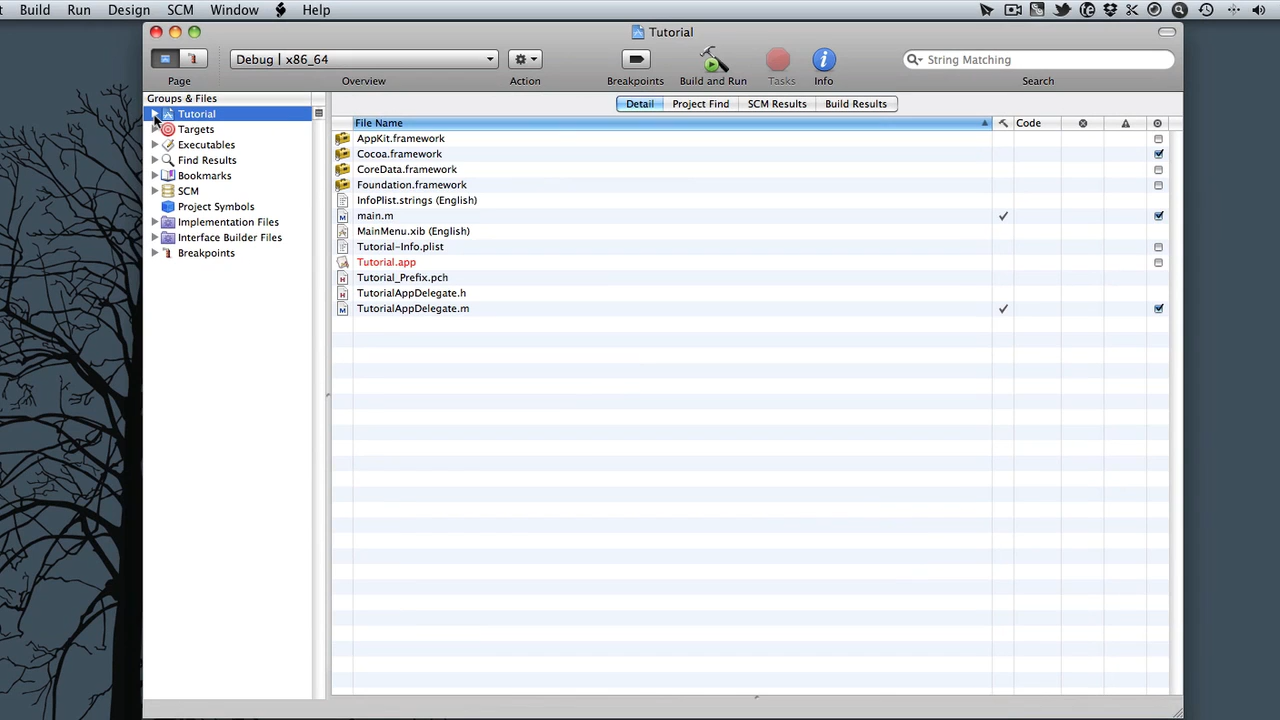 Build Run Design SCM Window Help
Tutorial
Debug | x86_64
String Matching
Page Overview Action Breakpoints Build and Run Tasks Info Search
Groups & Files
Detail Project Find SCM Results Build Results
Tutorial
Targets
Executables
Find Results
Bookmarks
SCM
Project Symbols
Implementation Files
Interface Builder Files
Breakpoints
File Name Code
AppKit.framework
Cocoa.framework
CoreData.framework
Foundation.framework
InfoPlist.strings (English)
main.m
MainMenu.xib (English)
Tutorial-Info.plist
Tutorial.app
Tutorial_Prefix.pch
TutorialAppDelegate.h
TutorialAppDelegate.m